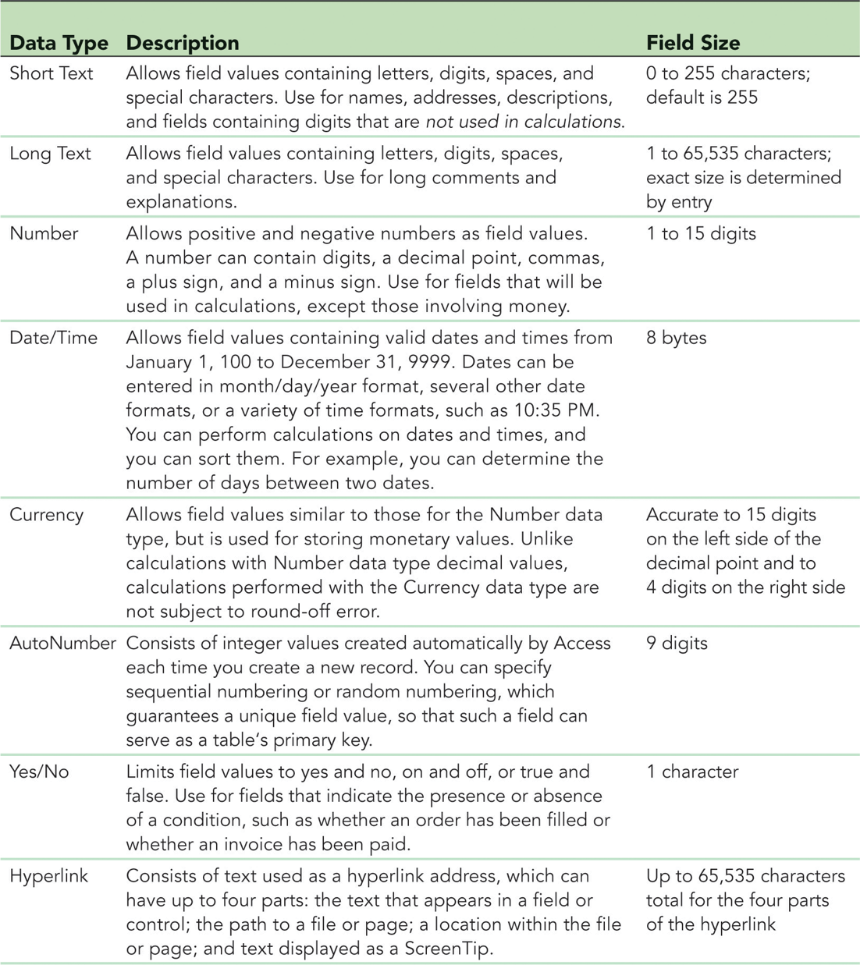 Data Type Description Field Size
Short Text Allows field values containing letters, digits, spaces, and 0 to 255 characters;
special characters. Use for names, addresses, descriptions, default is 255
and fields containing digits that are not used in calculations.
Long Text Allows field values containing letters, digits, spaces, 1 to 65,535 characters;
and special characters. Use for long comments and exact size is determined
explanations. by entry
Number Allows positive and negative numbers as field values. 1 to 15 digits
A number can contain digits, a decimal point, commas,
a plus sign, and a minus sign. Use for fields that will be
used in calculations, except those involving money.
Date/Time Allows field values containing valid dates and times from 8 bytes
January 1, 100 to December 31, 9999. Dates can be
entered in month/day/year format, several other date
formats, or a variety of time formats, such as 10:35 PM.
You can perform calculations on dates and times, and
you can sort them. For example, you can determine the
number of days between two dates.
Currency Allows field values similar to those for the Number data Accurate to 15 digits
type, but is used for storing monetary values. Unlike on the left side of the
calculations with Number data type decimal values, decimal point and to
calculations performed with the Currency data type are 4 digits on the right side
not subject to round-off error.
AutoNumber Consists of integer values created automatically by Access 9 digits
each time you create a new record. You can specify
sequential numbering or random numbering, which
guarantees a unique field value, so that such a field can
serve as a table's primary key.
Yes/No Limits field values to yes and no, on and off, or true and 1 character
false. Use for fields that indicate the presence or absence
of a condition, such as whether an order has been filled or
whether an invoice has been paid.
Hyperlink Consists of text used as a hyperlink address, which can Up to 65,535 characters
have up to four parts: the text that appears in a field or total for the four parts
control; the path to a file or page; a location within the file of the hyperlink
or page; and text displayed as a ScreenTip.